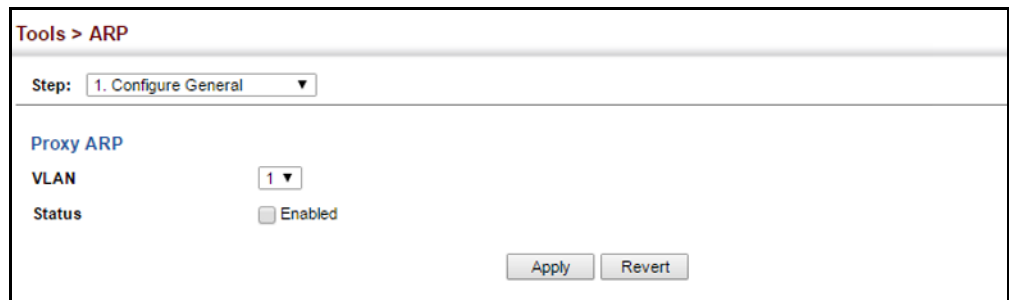 Tools > ARP
Step: 1. Configure General
Proxy ARP
VLAN 1
Status Enabled
Apply Revert